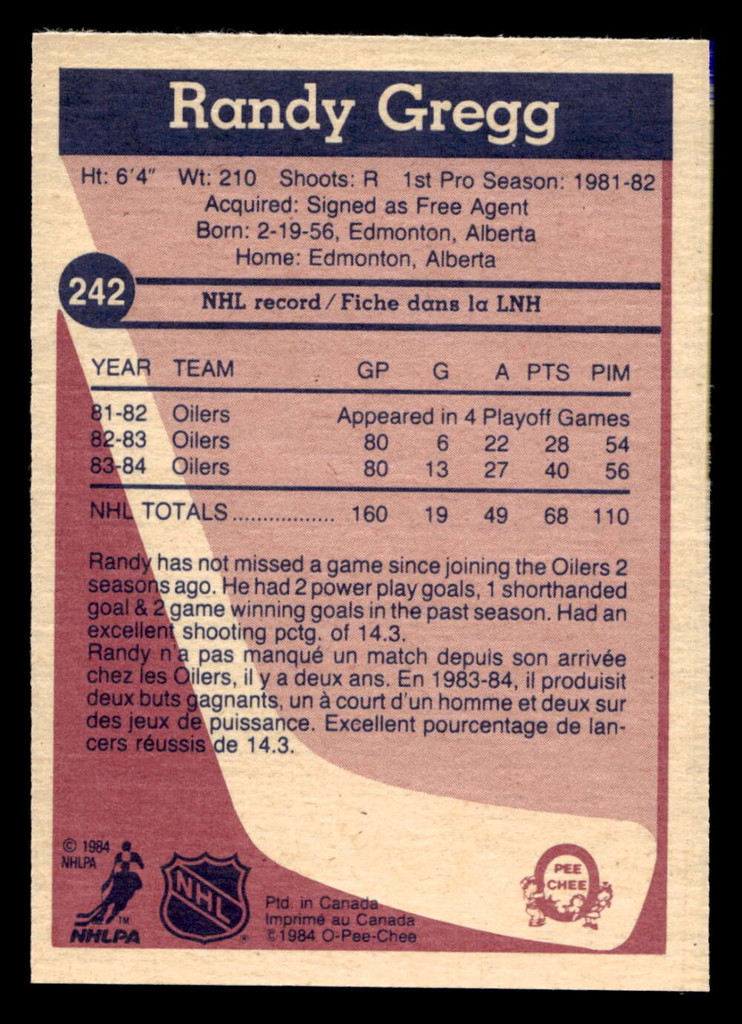 Randy Gregg
Ht: 6'4" Wt: 210 Shoots: R 1st Pro Season: 1981-82
Acquired: Signed as Free Agent
Born: 2-19-56, Edmonton, Alberta
Home: Edmonton, Alberta
242
NHL record/Fiche dans la LNH
YEAR TEAM GP G A PTS PIM
81-82 Oilers Appeared in 4 Playoff Games
82-83 Oilers 80 6 22 28 54
83-84 Oilers 80 13 27 40 56
NHL TOTALS................. 160 19 49 68 110
Randy has not missed a game since joining the Oilers 2
seasons ago. He had 2 power play goals, 1 shorthanded
goal & 2 game winning goals in the past season. Had an
excellent shooting pctg. of 14.3.
Randy n'a pas manqué un match depuis son arrivée
chez les Oilers, il y a deux ans. En 1983-84, il produisit
deux buts gagnants, un à court d'un homme et deux sur
des jeux de puissance. Excellent pourcentage de lan-
cers réussis de 14.3.
© 1984
NHLPA
TM
NHLPA
NHL
Ptd. in Canada
Imprimé au Canada
© 1984 O-Pee-Chee
PEE
CHEE